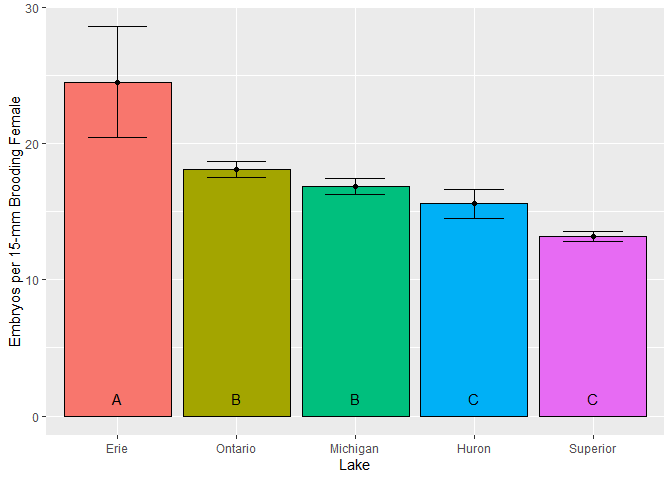 30
20
10
0
Embryos per 15-mm Brooding Female
A
B
B
C
C
Erie
Ontario
Michigan
Huron
Superior
Lake